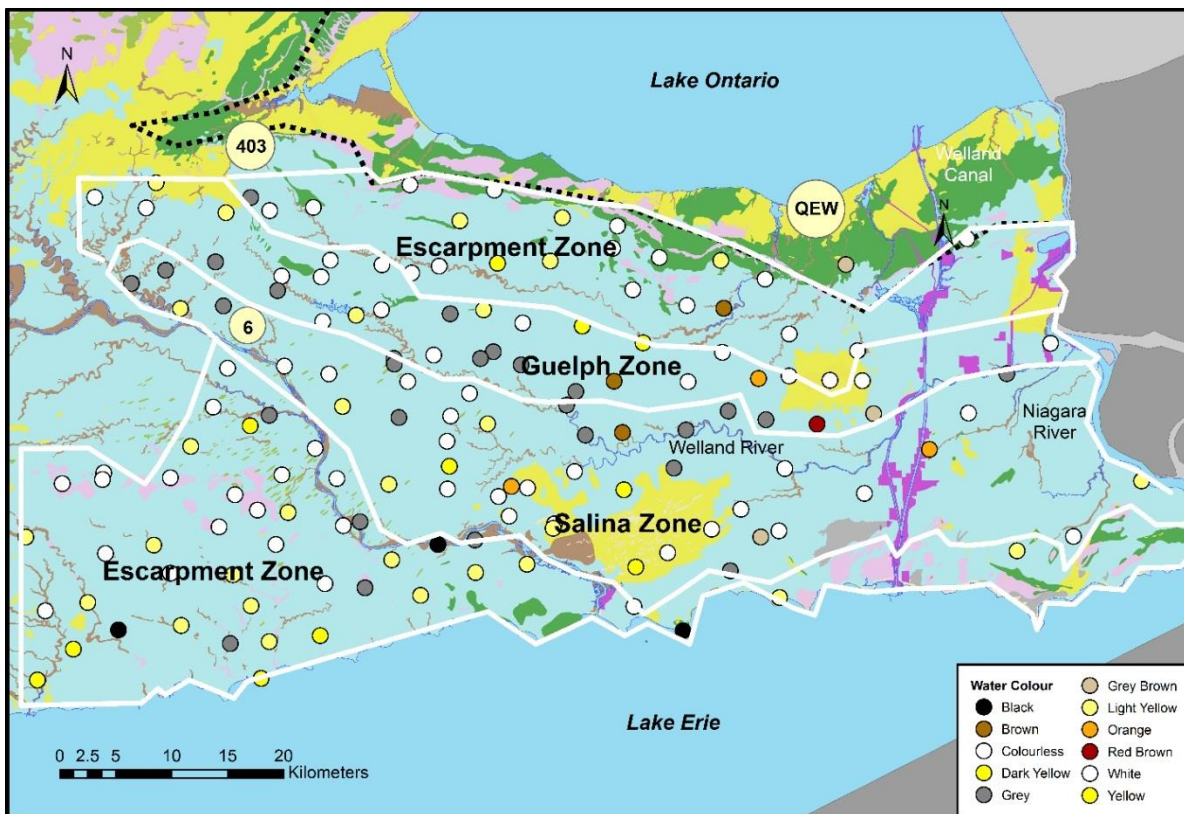 N
Lake Ontario
403
QEW
Welland
Canal
N
Escarpment Zone
6
Guelph Zone
Welland River
Niagara
River
Salina Zone
Escarpment Zone
Lake Erie
0 2.5 5 10 15 20
Kilometers
Water Colour
Black
Brown
Colourless
Dark Yellow
Grey
Grey Brown
Light Yellow
Orange
Red Brown
White
Yellow